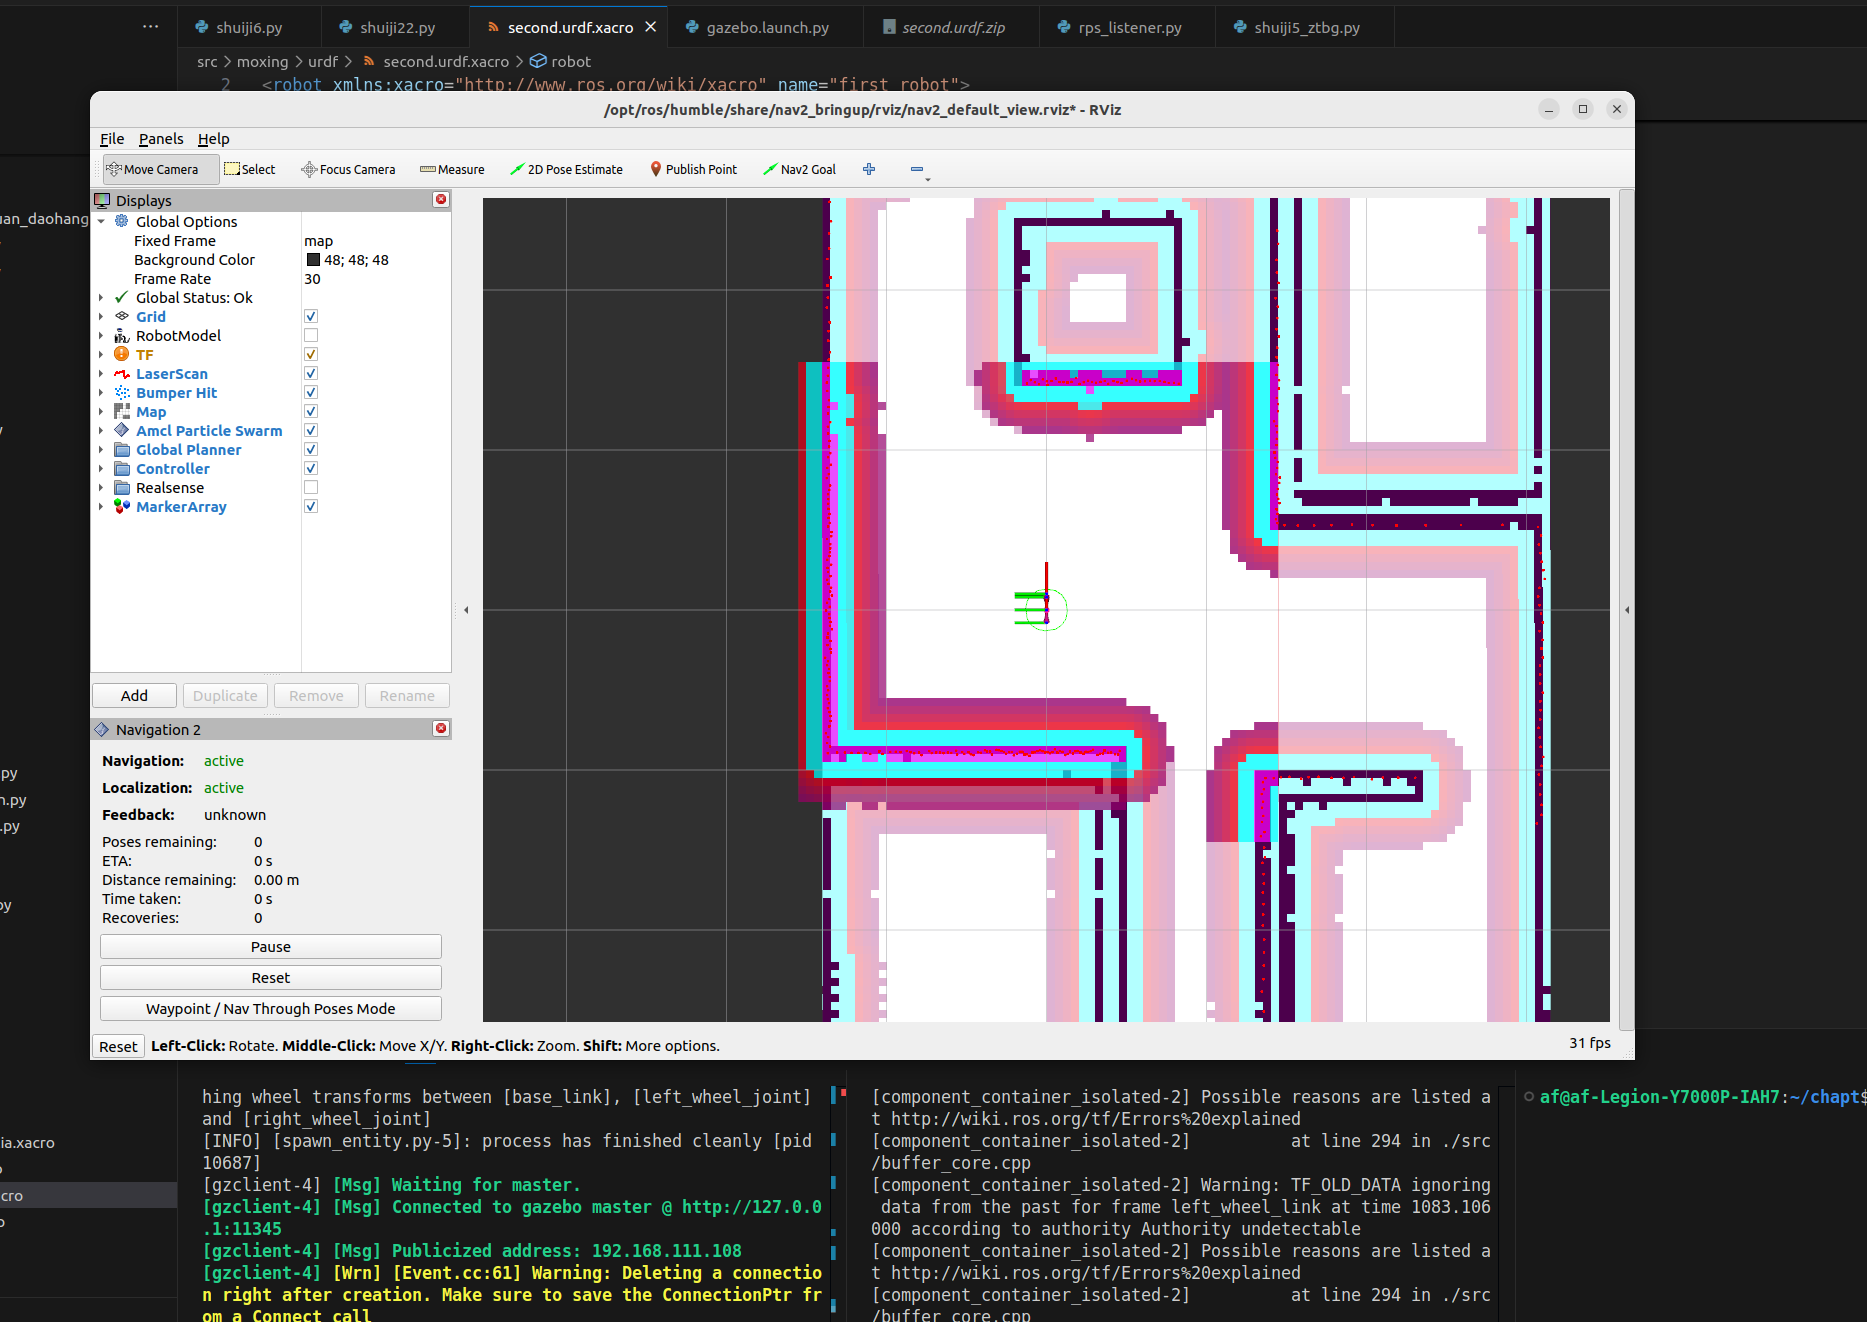 shuiji6.py
shuiji22.py
second.urdf.xacro
gazebo.launch.py
second.urdf.zip
rps_listener.py
shuiji5_ztbg.py
src > moxing > urdf > second.urdf.xacro > robot
2 <robot xmlns:xacro="http://www.ros.org/wiki/xacro" name="first_robot">
/opt/ros/humble/share/nav2_bringup/rviz/nav2_default_view.rviz* - RViz
File Panels Help
Move Camera Select Focus Camera Measure 2D Pose Estimate Publish Point Nav2 Goal
Displays
Global Options
Fixed Frame map
Background Color 48; 48; 48
Frame Rate 30
Global Status: Ok
Grid
RobotModel
TF
LaserScan
Bumper Hit
Map
Amcl Particle Swarm
Global Planner
Controller
Realsense
MarkerArray
Add Duplicate Remove Rename
Navigation 2
Navigation: active
Localization: active
Feedback: unknown
Poses remaining: 0
ETA: 0 s
Distance remaining: 0.00 m
Time taken: 0 s
Recoveries: 0
Pause
Reset
Waypoint / Nav Through Poses Mode
Reset Left-Click: Rotate. Middle-Click: Move X/Y. Right-Click: Zoom. Shift: More options.
31 fps
uan_daohang
py
n.py
.py
py
ia.xacro
cro
hing wheel transforms between [base_link], [left_wheel_joint]
and [right_wheel_joint]
[INFO] [spawn_entity.py-5]: process has finished cleanly [pid
10687]
[gzclient-4] [Msg] Waiting for master.
[gzclient-4] [Msg] Connected to gazebo master @ http://127.0.0
.1:11345
[gzclient-4] [Msg] Publicized address: 192.168.111.108
[gzclient-4] [Wrn] [Event.cc:61] Warning: Deleting a connectio
n right after creation. Make sure to save the ConnectionPtr fr
om a Connect call
[component_container_isolated-2] Possible reasons are listed a
t http://wiki.ros.org/tf/Errors%20explained
[component_container_isolated-2] at line 294 in ./src
/buffer_core.cpp
[component_container_isolated-2] Warning: TF_OLD_DATA ignoring
data from the past for frame left_wheel_link at time 1083.106
000 according to authority Authority undetectable
[component_container_isolated-2] Possible reasons are listed a
t http://wiki.ros.org/tf/Errors%20explained
[component_container_isolated-2] at line 294 in ./src
/buffer_core.cpp
af@af-Legion-Y7000P-IAH7:~/chapt$